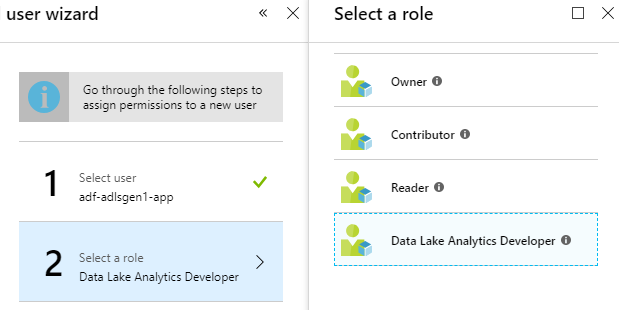 user wizard
Go through the following steps to
assign permissions to a new user
1
Select user
adf-adlsgen1-app
2
Select a role
Data Lake Analytics Developer
Select a role
Owner
Contributor
Reader
Data Lake Analytics Developer